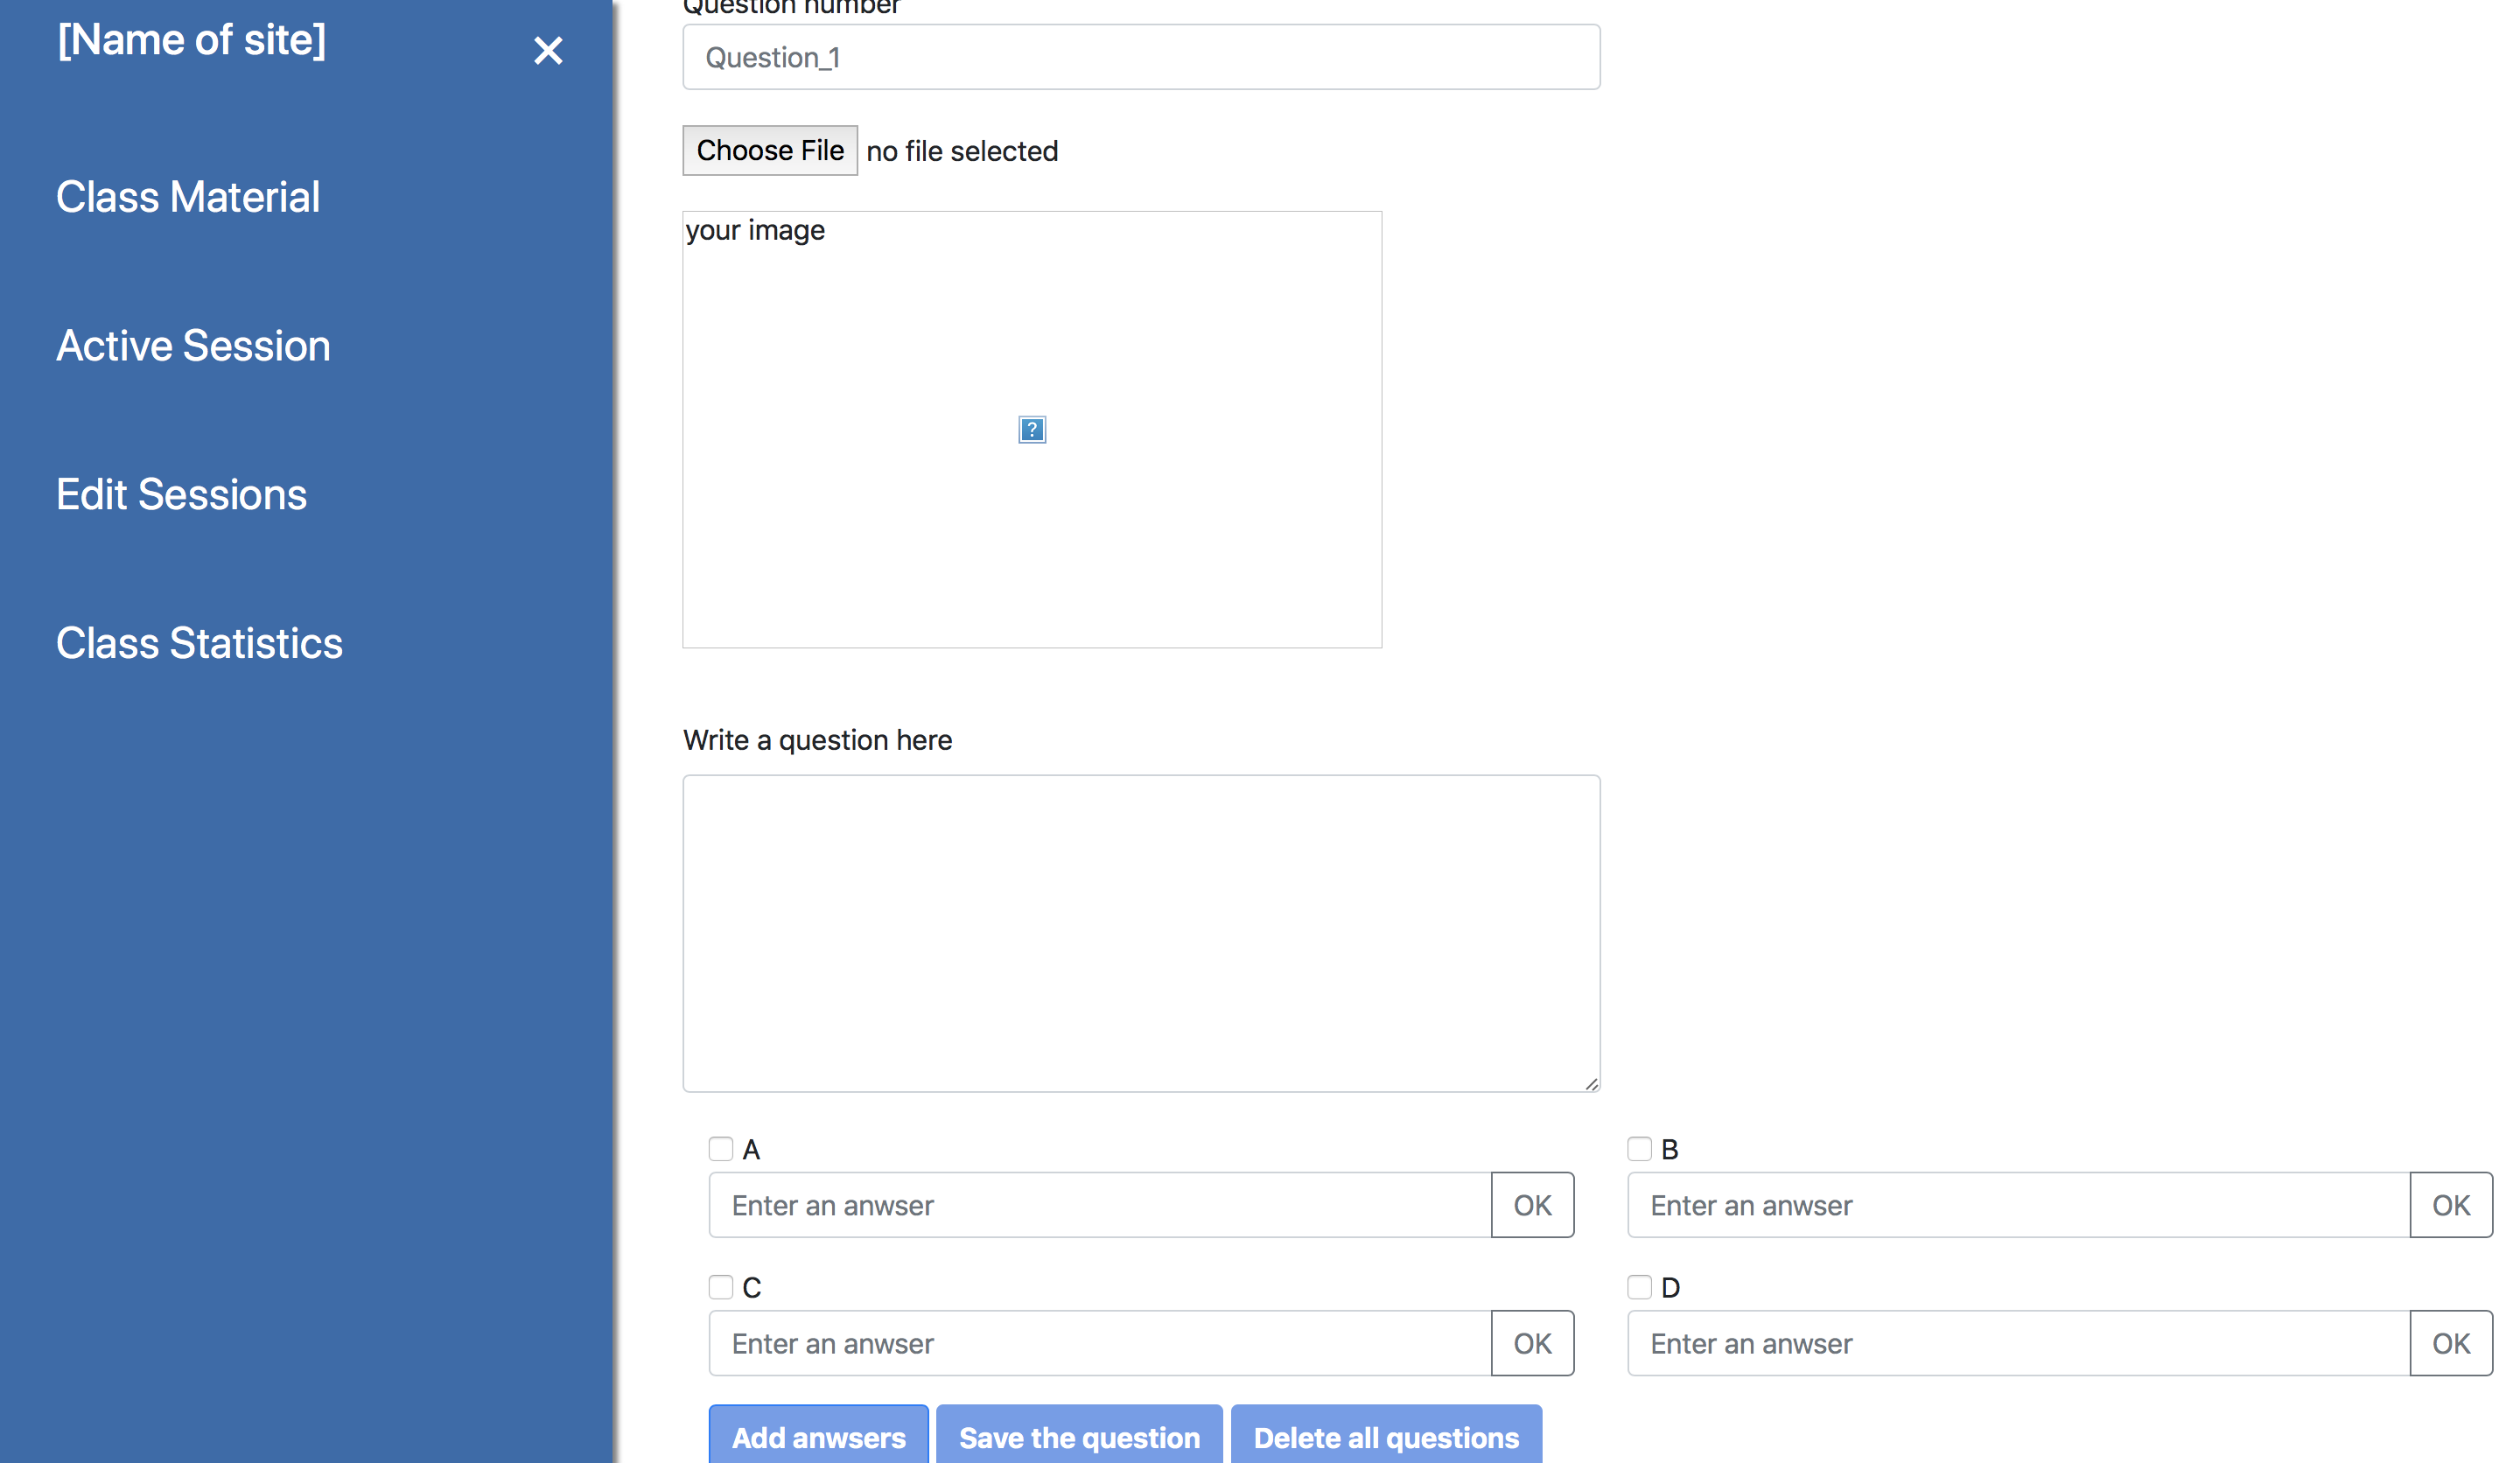 [Name of site]
×
Class Material
Active Session
Edit Sessions
Class Statistics
Question number
Question_1
Choose File no file selected
your image
?
Write a question here
A
Enter an anwser OK
B
Enter an anwser OK
C
Enter an anwser OK
D
Enter an anwser OK
Add anwsers Save the question Delete all questions